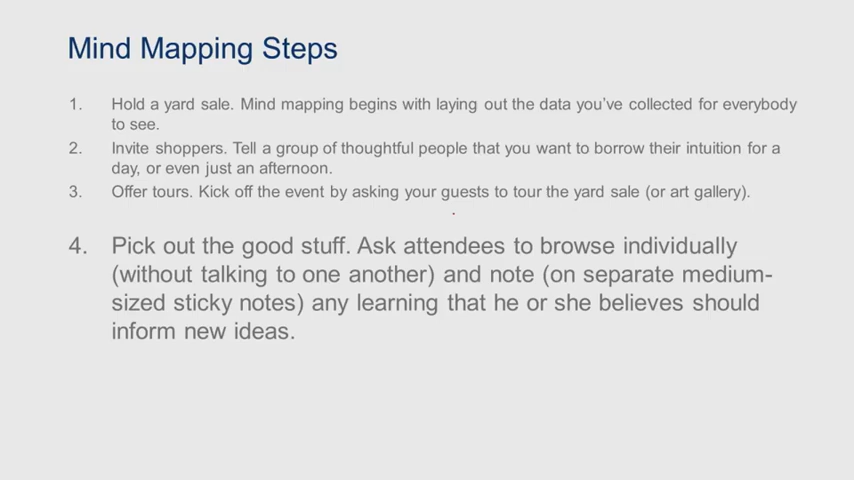 Mind Mapping Steps
1. Hold a yard sale. Mind mapping begins with laying out the data you've collected for everybody
to see.
2. Invite shoppers. Tell a group of thoughtful people that you want to borrow their intuition for a
day, or even just an afternoon.
3. Offer tours. Kick off the event by asking your guests to tour the yard sale (or art gallery).
.
4. Pick out the good stuff. Ask attendees to browse individually
(without talking to one another) and note (on separate medium-
sized sticky notes) any learning that he or she believes should
inform new ideas.